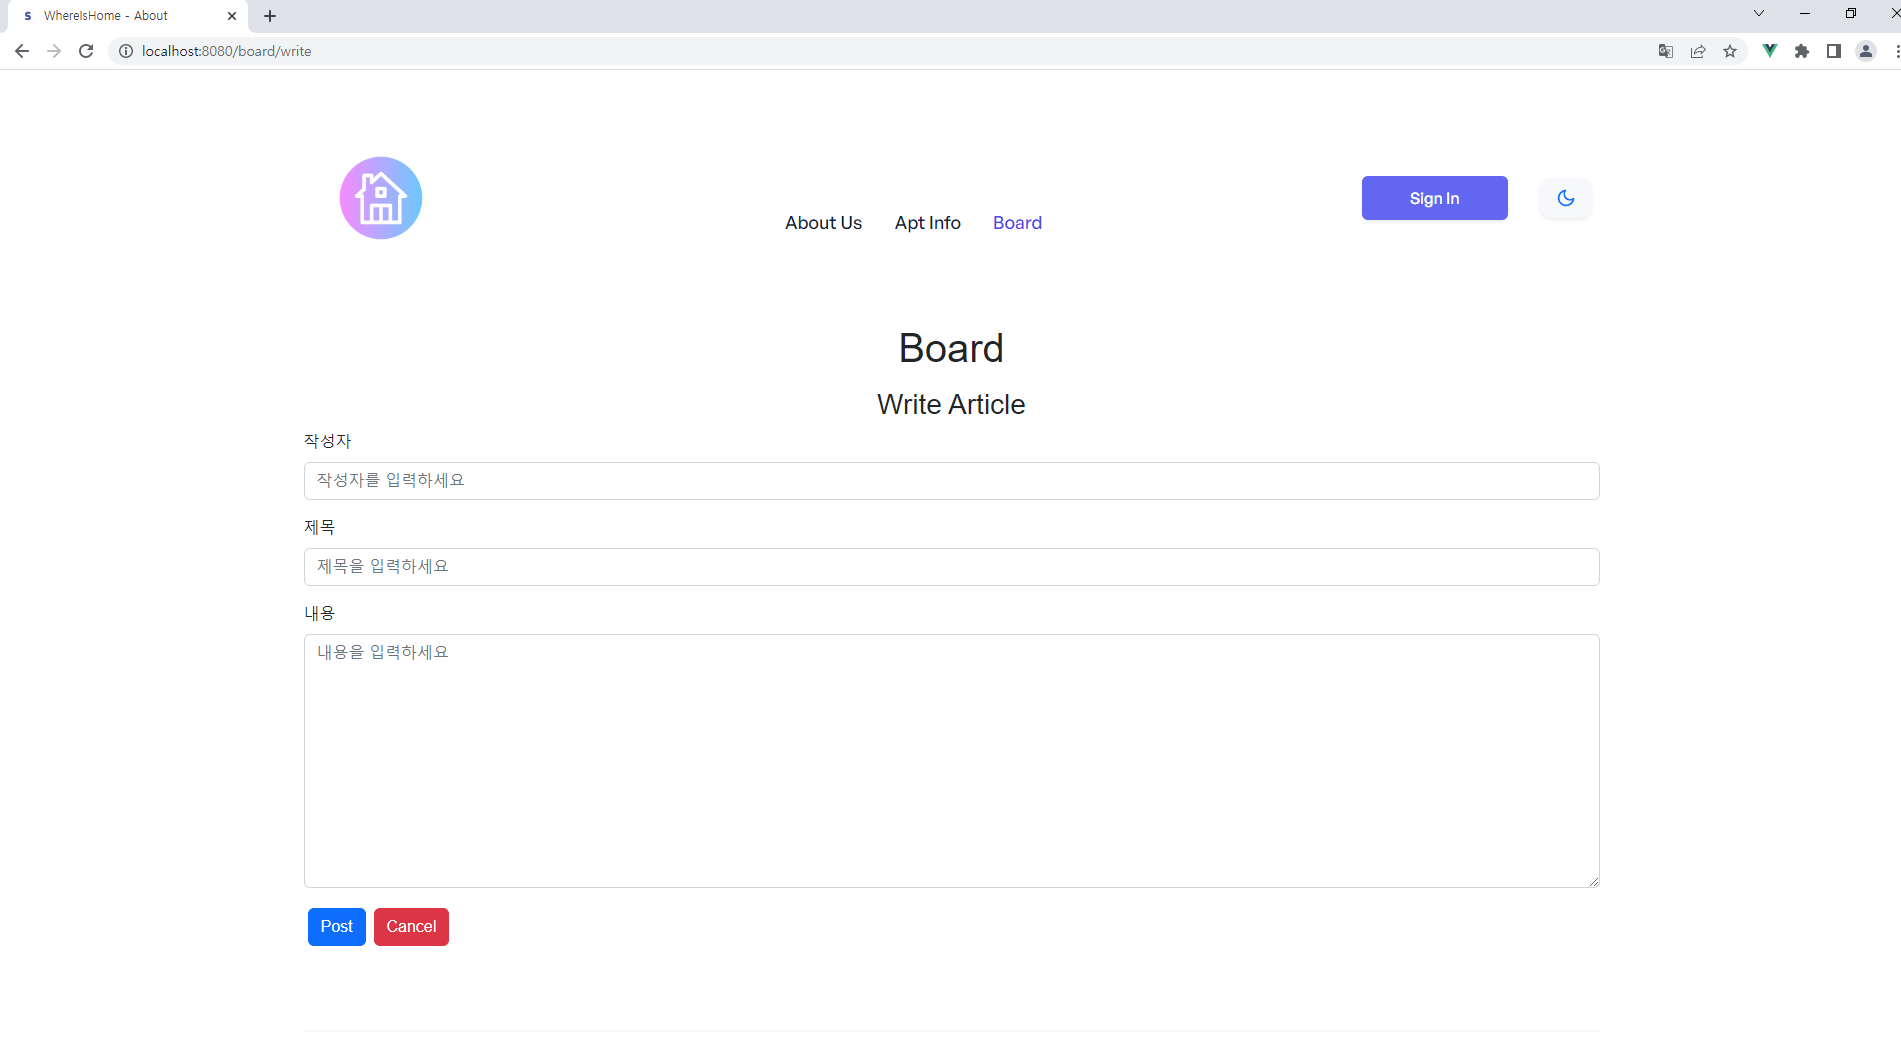 WhereIsHome - About
localhost:8080/board/write
About Us Apt Info Board
Sign In
Board
Write Article
작성자
작성자를 입력하세요
제목
제목을 입력하세요
내용
내용을 입력하세요
Post Cancel